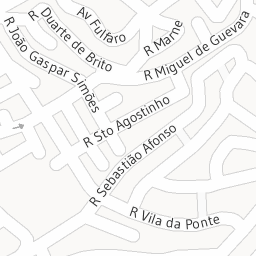 R João Gaspar Simões
R Duarte de Brito
Av Fulfaro
R Marne
R Miguel de Guevara
R Sto Agostinho
R Sebastião Afonso
R Vila da Ponte